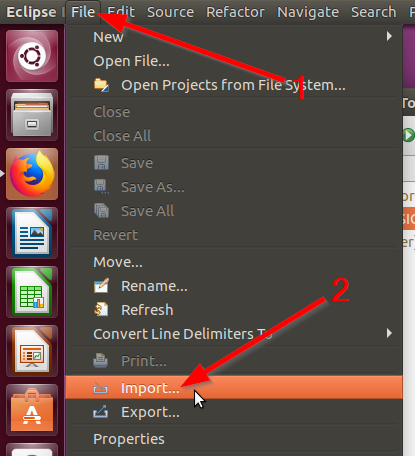 Eclipse File Edit Source Refactor Navigate Search
New
Open File...
1
Open Projects from File System...
To
Close
Close All
Save
Save As...
Save All
Revert
Move...
Rename...
2
Refresh
Convert Line Delimiters To
Print...
Import...
Export...
Properties